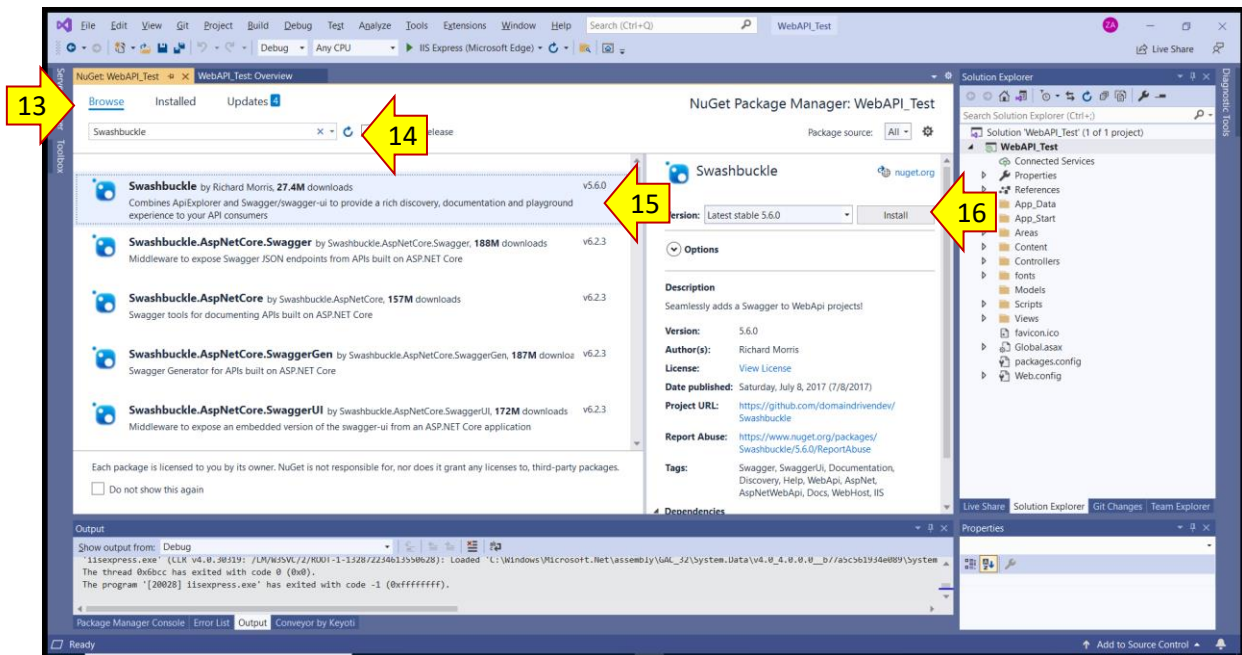 File Edit View Git Project Build Debug Test Analyze Tools Extensions Window Help Search (Ctrl+Q) WebAPI_Test ZA
Debug Any CPU IIS Express (Microsoft Edge) Live Share
NuGet: WebAPI_Test WebAPI_Test: Overview
13
Browse Installed Updates 4
NuGet Package Manager: WebAPI_Test
Swashbuckle
14
Package source: All
Swashbuckle by Richard Morris, 27.4M downloads v5.6.0
Combines ApiExplorer and Swagger/swagger-ui to provide a rich discovery, documentation and playground
experience to your API consumers
15
Swashbuckle.AspNetCore.Swagger by Swashbuckle.AspNetCore.Swagger, 188M downloads v6.2.3
Middleware to expose Swagger JSON endpoints from APIs built on ASP.NET Core
Swashbuckle.AspNetCore by Swashbuckle.AspNetCore, 157M downloads v6.2.3
Swagger tools for documenting APIs built on ASP.NET Core
Swashbuckle.AspNetCore.SwaggerGen by Swashbuckle.AspNetCore.SwaggerGen, 187M downloa v6.2.3
Swagger Generator for APIs built on ASP.NET Core
Swashbuckle.AspNetCore.SwaggerUI by Swashbuckle.AspNetCore.SwaggerUI, 172M downloads v6.2.3
Middleware to expose an embedded version of the swagger-ui from an ASP.NET Core application
Each package is licensed to you by its owner. NuGet is not responsible for, nor does it grant any licenses to, third-party packages.
Do not show this again
Swashbuckle nuget.org
Latest stable 5.6.0 Install
16
Options
Description
Seamlessly adds a Swagger to WebApi projects!
Version: 5.6.0
Author(s): Richard Morris
License: View License
Date published: Saturday, July 8, 2017 (7/8/2017)
Project URL: https://github.com/domaindrivendev/
Swashbuckle
Report Abuse: https://www.nuget.org/packages/
Swashbuckle/5.6.0/ReportAbuse
Tags: Swagger, SwaggerUi, Documentation,
Discovery, Help, WebApi, AspNet,
AspNetWebApi, Docs, WebHost, IIS
Dependencies
Solution Explorer
Search Solution Explorer (Ctrl+;)
Solution 'WebAPI_Test' (1 of 1 project)
WebAPI_Test
Connected Services
Properties
References
App_Data
App_Start
Areas
Content
Controllers
fonts
Models
Scripts
Views
favicon.ico
Global.asax
packages.config
Web.config
Live Share Solution Explorer Git Changes Team Explorer
Properties
Diagnostic Tools
Toolbox
Output
Show output from: Debug
The thread 0x6bcc has exited with code 0 (0x0).
The program '[20028] iisexpress.exe' has exited with code -1 (0xffffffff).
Package Manager Console Error List Output Conveyor by Keyoti
Ready Add to Source Control